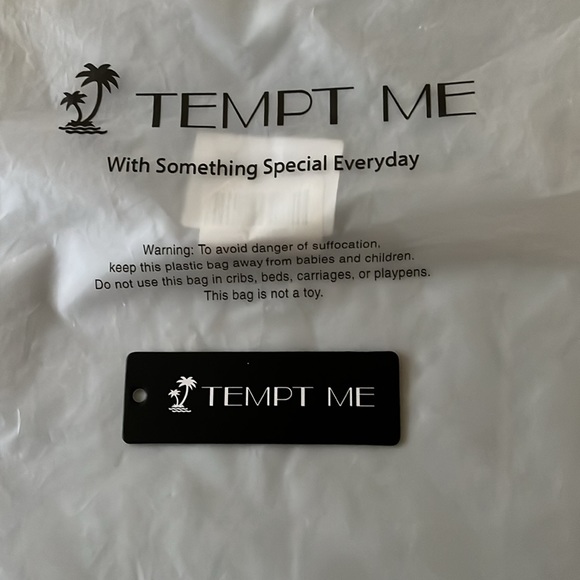 TEMPT ME
With Something Special Everyday
Warning: To avoid danger of suffocation,
keep this plastic bag away from babies and children.
Do not use this bag in cribs, beds, carriages, or playpens.
This bag is not a toy.
TEMPT ME